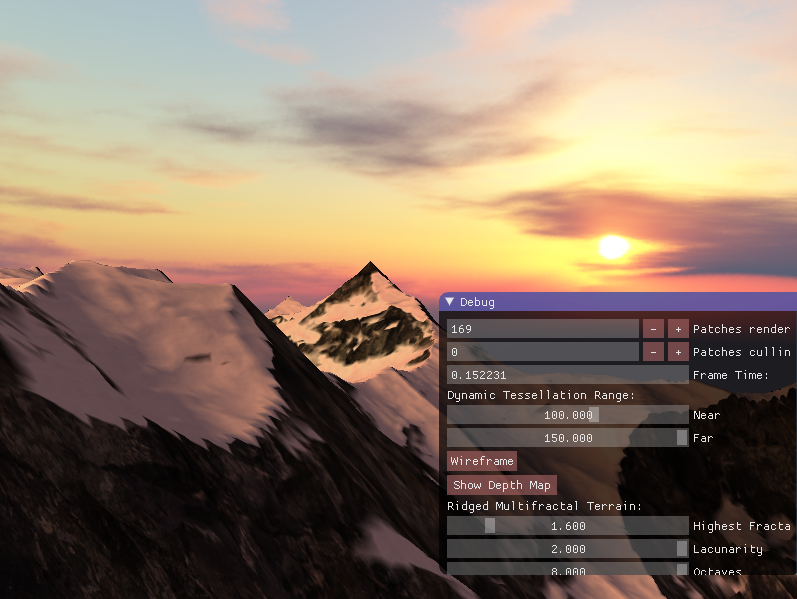 Debug
169 - + Patches render
0 - + Patches cullin
0.152231 Frame Time:
Dynamic Tessellation Range:
100.000 Near
150.000 Far
Wireframe
Show Depth Map
Ridged Multifractal Terrain:
1.600 Highest Fracta
2.000 Lacunarity
8.000 Octaves